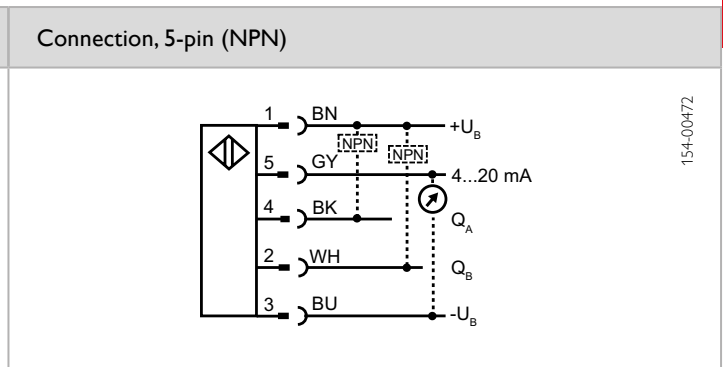 Connection, 5-pin (NPN)
1 BN +U_B
NPN NPN
5 GY 4...20 mA
4 BK Q_A
2 WH Q_B
3 BU -U_B
154-00472